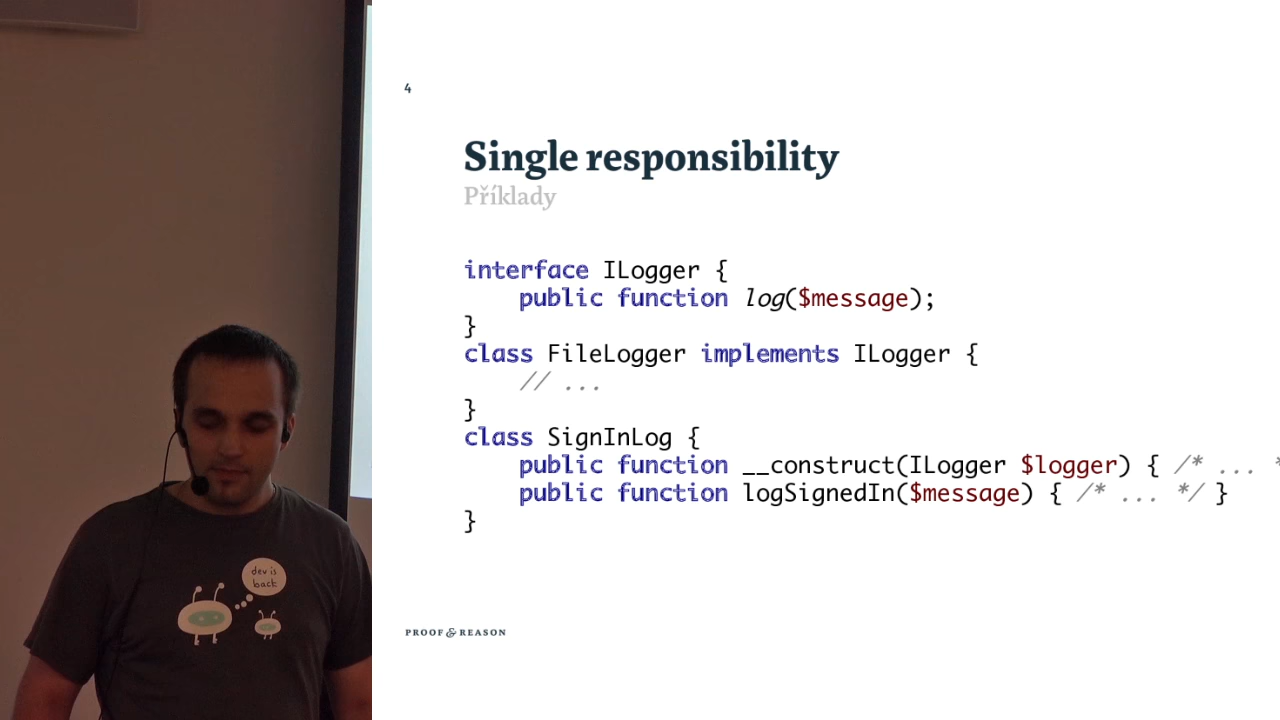 4
Single responsibility
Příklady
interface ILogger {
public function log($message);
}
class FileLogger implements ILogger {
// ...
}
class SignInLog {
public function __construct(ILogger $logger) { /* ... *
public function logSignedIn($message) { /* ... */ }
}
PROOF & REASON
dev is
back